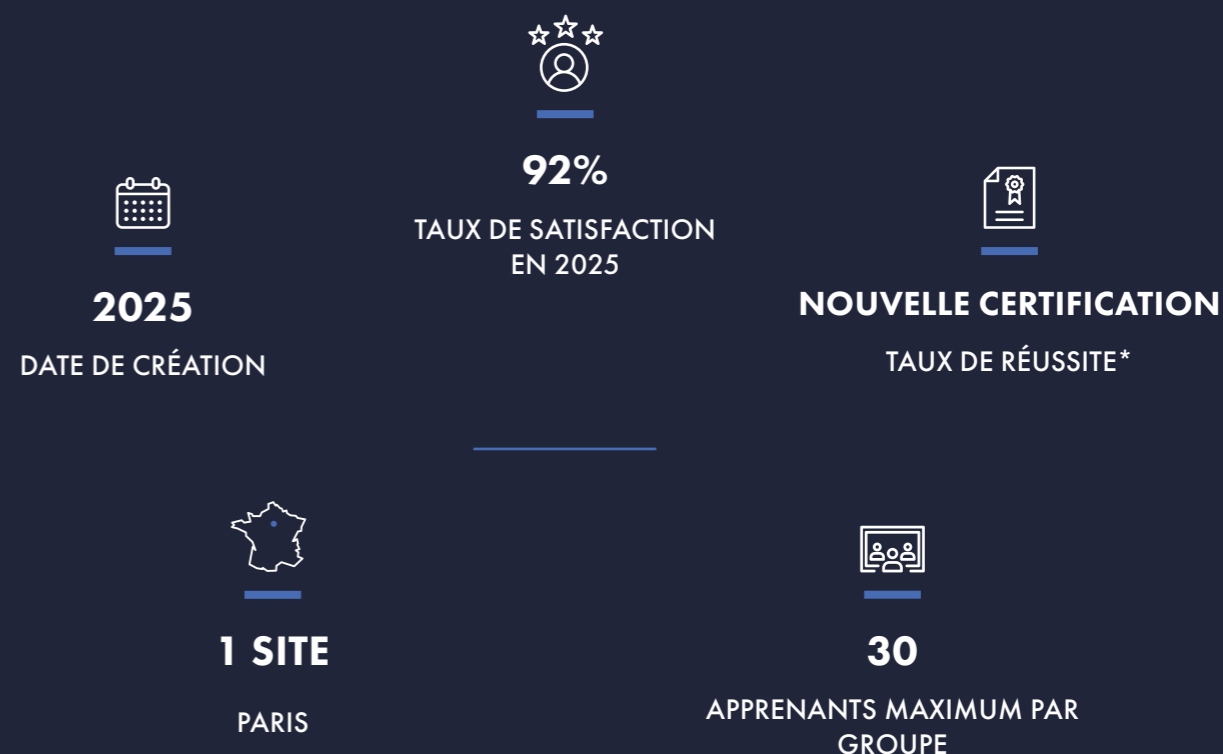 92%
TAUX DE SATISFACTION
EN 2025
2025
DATE DE CRÉATION
NOUVELLE CERTIFICATION
TAUX DE RÉUSSITE*
1 SITE
PARIS
30
APPRENANTS MAXIMUM PAR
GROUPE